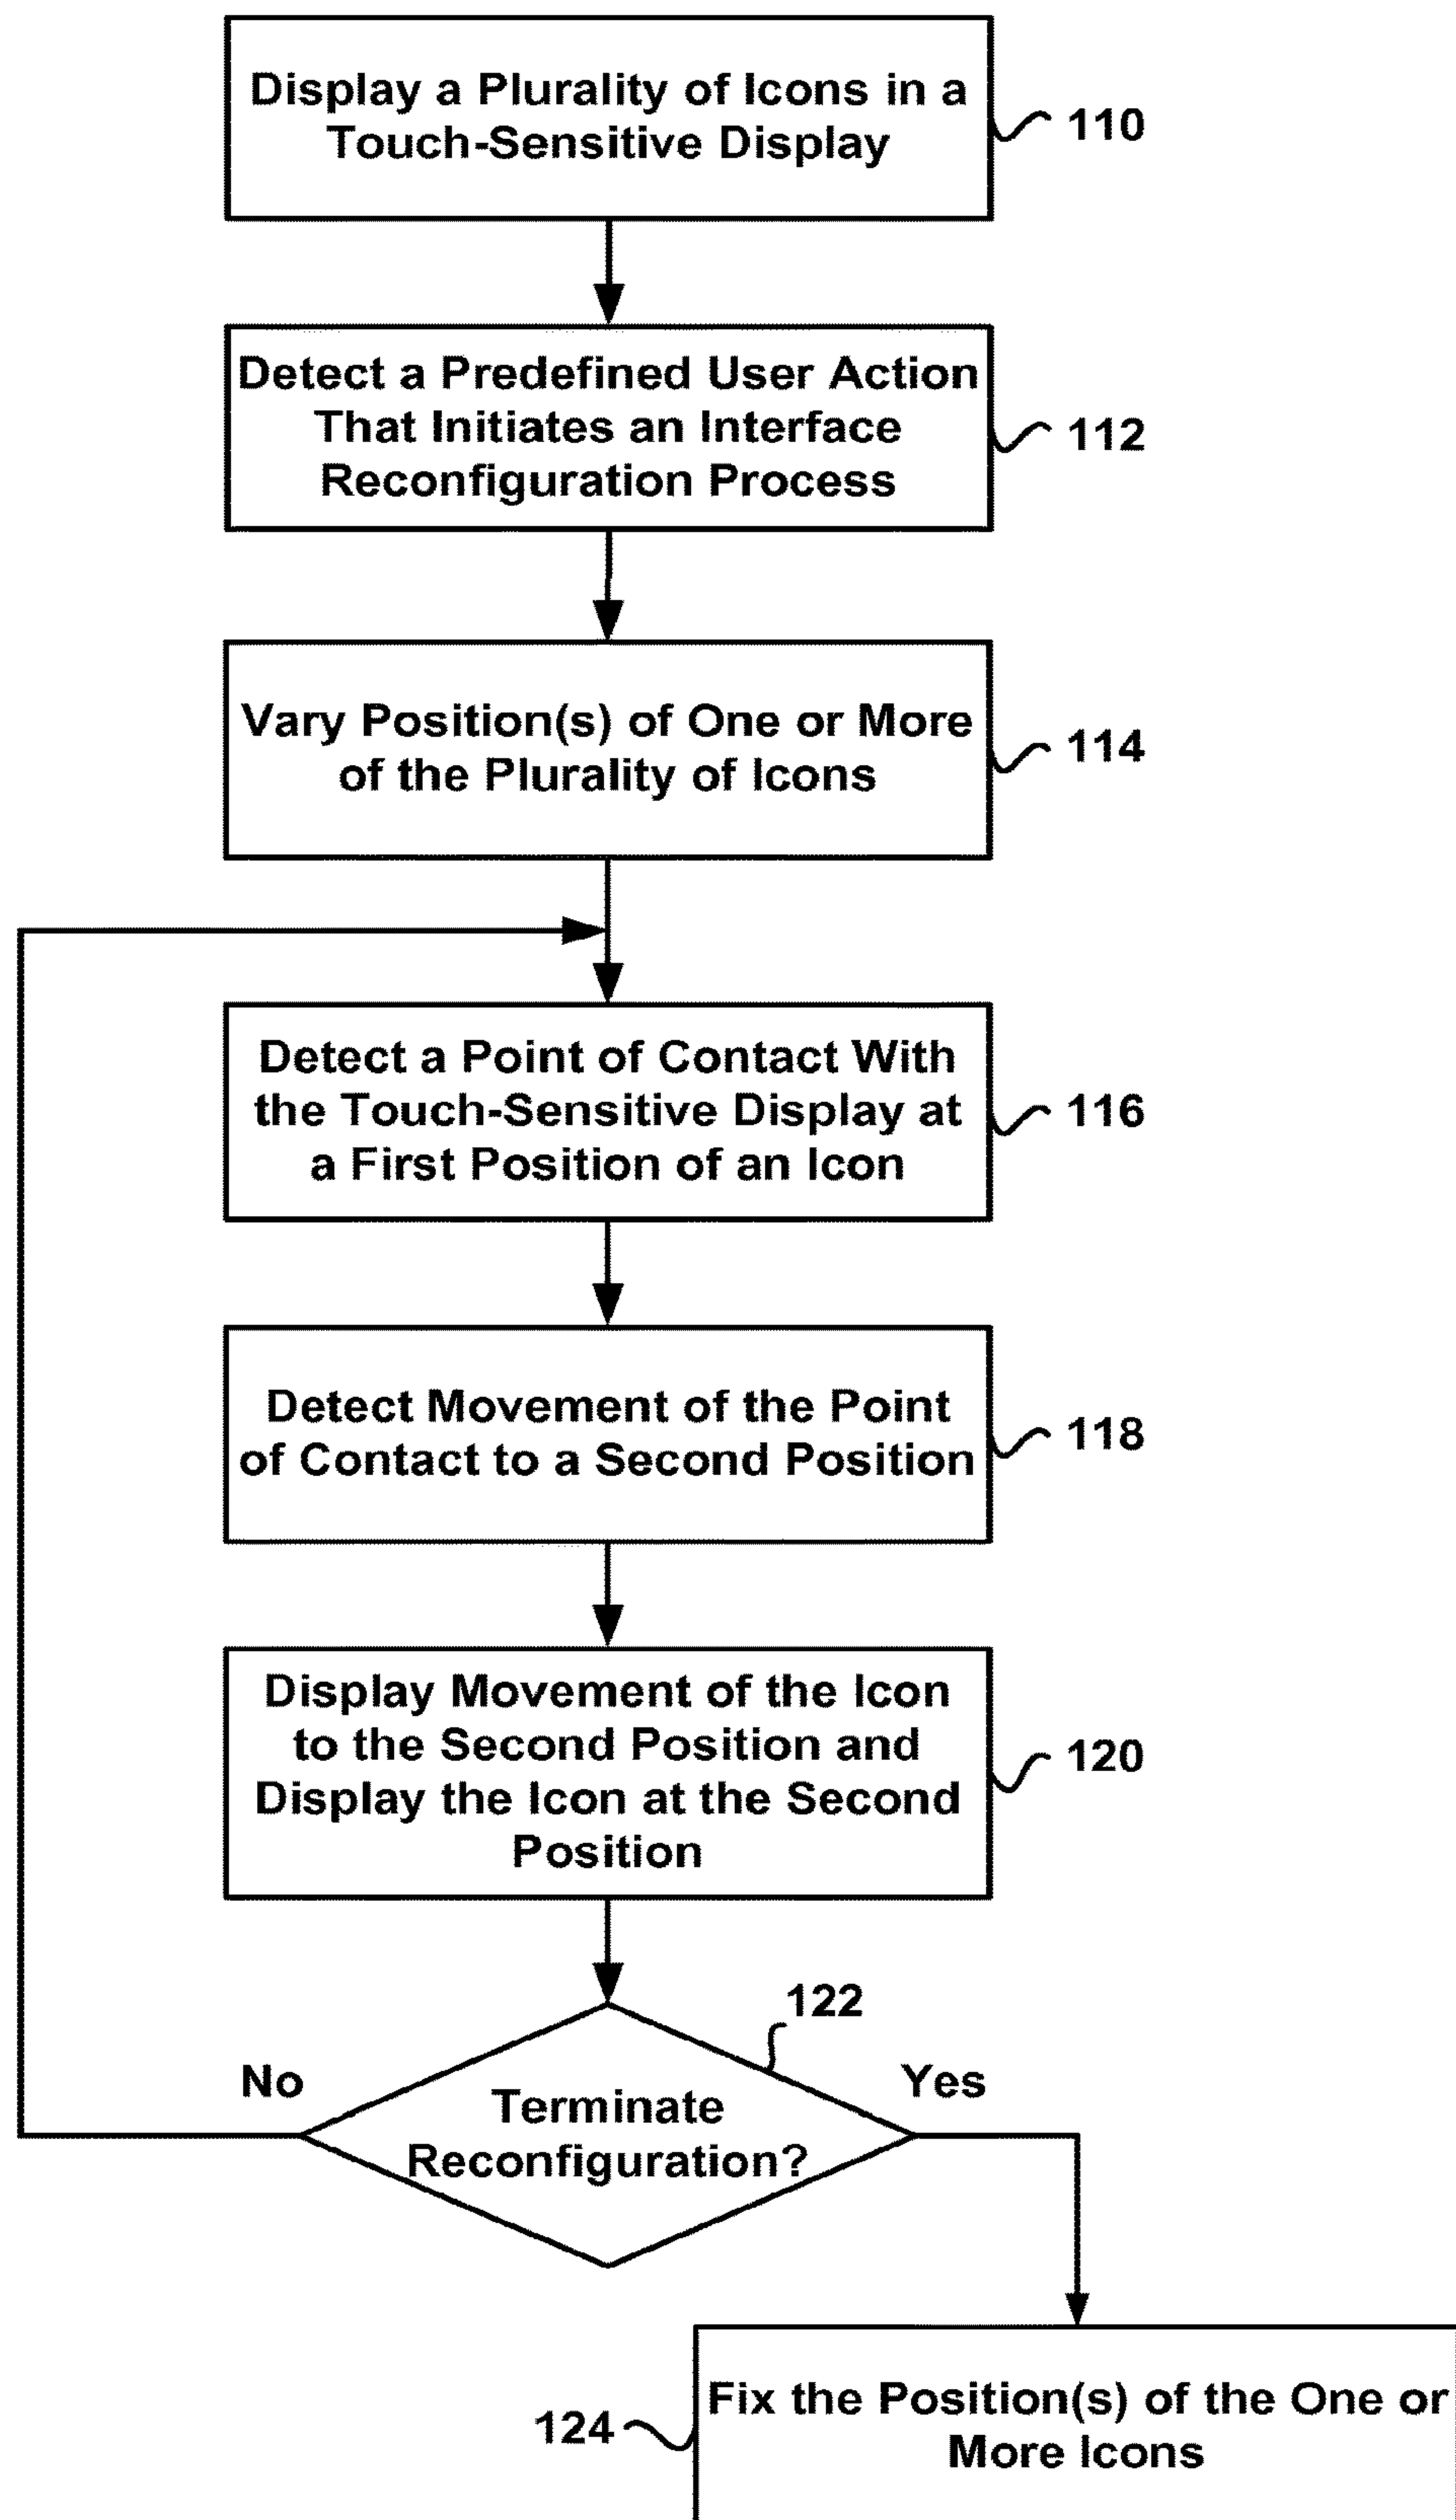 Display a Plurality of Icons in a
Touch-Sensitive Display
110
Detect a Predefined User Action
That Initiates an Interface
Reconfiguration Process
112
Vary Position(s) of One or More
of the Plurality of Icons
114
Detect a Point of Contact With
the Touch-Sensitive Display at
a First Position of an Icon
116
Detect Movement of the Point
of Contact to a Second Position
118
Display Movement of the Icon
to the Second Position and
Display the Icon at the Second
Position
120
122
No
Yes
Terminate
Reconfiguration?
Fix the Position(s) of the One or
More Icons
124